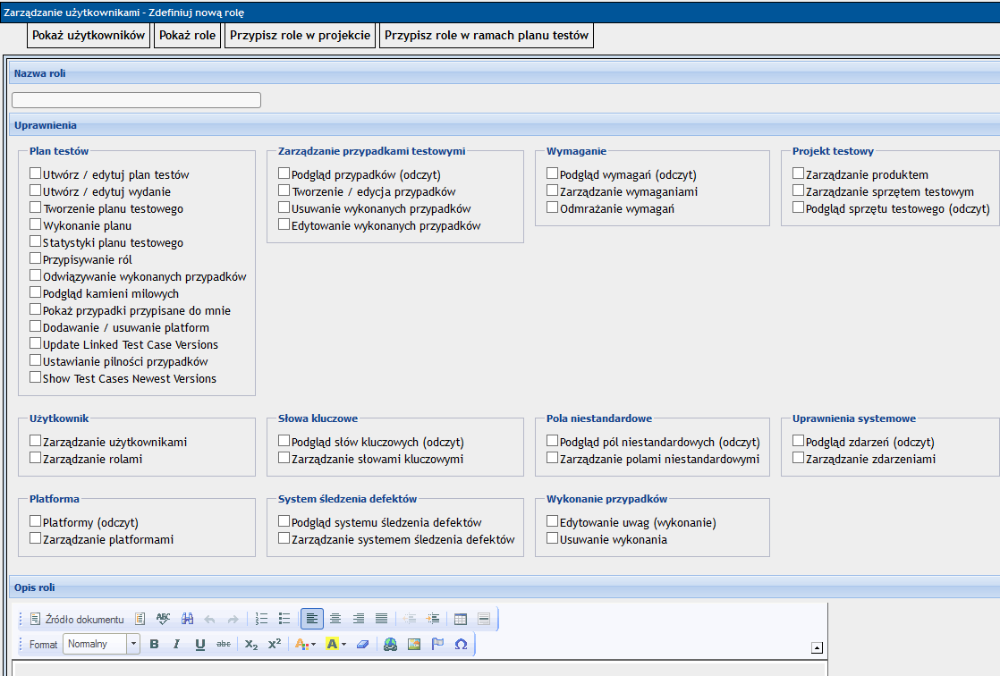 Zarządzanie użytkownikami - Zdefiniuj nową rolę
Pokaż użytkowników Pokaż role Przypisz role w projekcie Przypisz role w ramach planu testów
Nazwa roli
Uprawnienia
Plan testów
Utwórz / edytuj plan testów
Utwórz / edytuj wydanie
Tworzenie planu testowego
Wykonanie planu
Statystyki planu testowego
Przypisywanie ról
Odwiązywanie wykonanych przypadków
Podgląd kamieni milowych
Pokaż przypadki przypisane do mnie
Dodawanie / usuwanie platform
Update Linked Test Case Versions
Ustawianie pilności przypadków
Show Test Cases Newest Versions
Zarządzanie przypadkami testowymi
Podgląd przypadków (odczyt)
Tworzenie / edycja przypadków
Usuwanie wykonanych przypadków
Edytowanie wykonanych przypadków
Wymaganie
Podgląd wymagań (odczyt)
Zarządzanie wymaganiami
Odmrażanie wymagań
Projekt testowy
Zarządzanie produktem
Zarządzanie sprzętem testowym
Podgląd sprzętu testowego (odczyt)
Użytkownik
Zarządzanie użytkownikami
Zarządzanie rolami
Słowa kluczowe
Podgląd słów kluczowych (odczyt)
Zarządzanie słowami kluczowymi
Pola niestandardowe
Podgląd pól niestandardowych (odczyt)
Zarządzanie polami niestandardowymi
Uprawnienia systemowe
Podgląd zdarzeń (odczyt)
Zarządzanie zdarzeniami
Platforma
Platformy (odczyt)
Zarządzanie platformami
System śledzenia defektów
Podgląd systemu śledzenia defektów
Zarządzanie systemem śledzenia defektów
Wykonanie przypadków
Edytowanie uwag (wykonanie)
Usuwanie wykonania
Opis roli
Źródło dokumentu ABC
Format Normalny B I U abc X₂ X² A A Ω